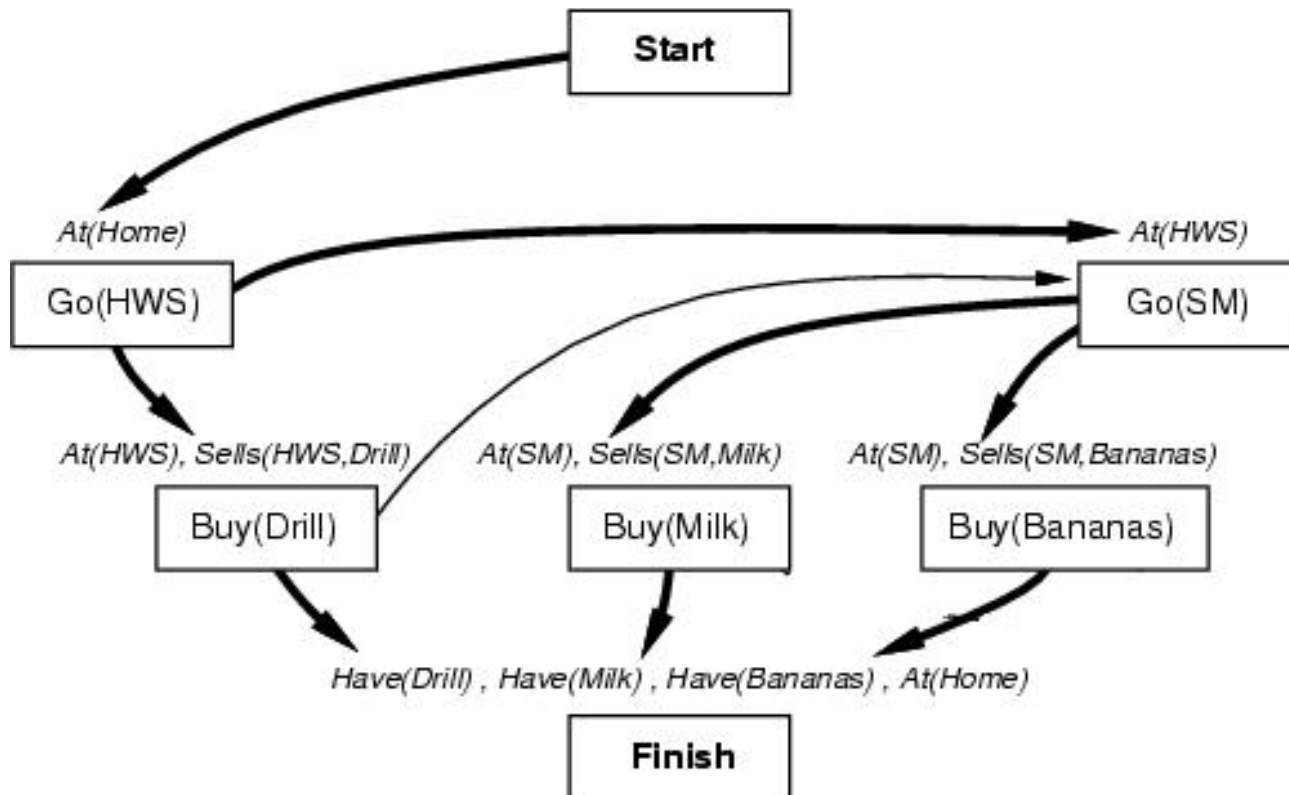 Start
At(Home)
At(HWS)
Go(HWS)
Go(SM)
At(HWS), Sells(HWS,Drill)
At(SM), Sells(SM,Milk)
At(SM), Sells(SM,Bananas)
Buy(Drill)
Buy(Milk)
Buy(Bananas)
Have(Drill) , Have(Milk) , Have(Bananas) , At(Home)
Finish